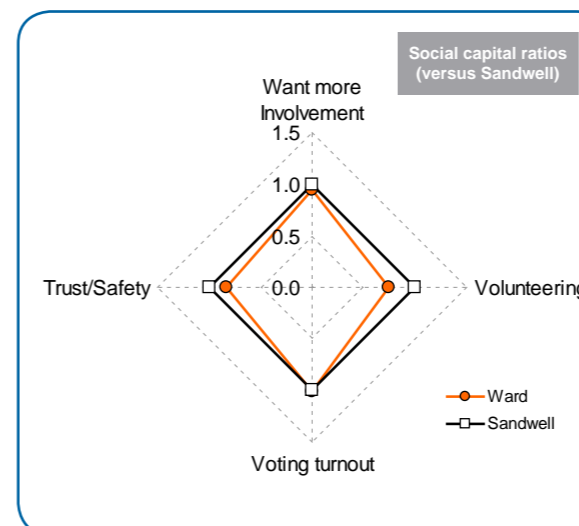 Social capital ratios
(versus Sandwell)
Want more
Involvement
1.5
1.0
0.5
0.0
Trust/Safety
Volunteering
Ward
Sandwell
Voting turnout